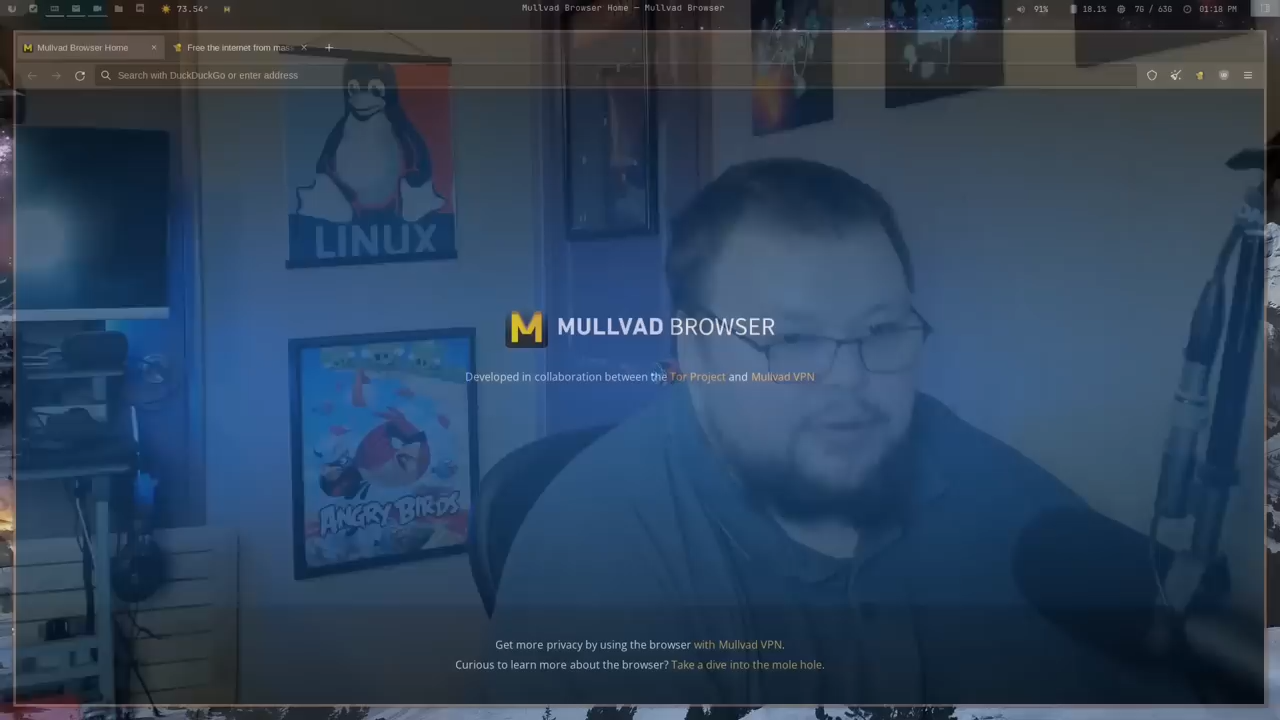 73.54°
Mullvad Browser Home — Mullvad Browser
91%
18.1%
7G / 63G
01:18 PM
Mullvad Browser Home
Free the internet from mas
Search with DuckDuckGo or enter address
LINUX
MULLVAD BROWSER
Developed in collaboration between the Tor Project and Mullvad VPN
ANGRY BIRDS
Get more privacy by using the browser with Mullvad VPN.
Curious to learn more about the browser? Take a dive into the mole hole.